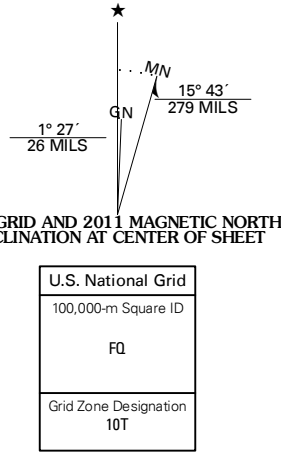 ★
MN
GN
15° 43´
279 MILS
1° 27´
26 MILS
GRID AND 2011 MAGNETIC NORTH
CLINATION AT CENTER OF SHEET
U.S. National Grid
100,000-m Square ID
FQ
Grid Zone Designation
10T